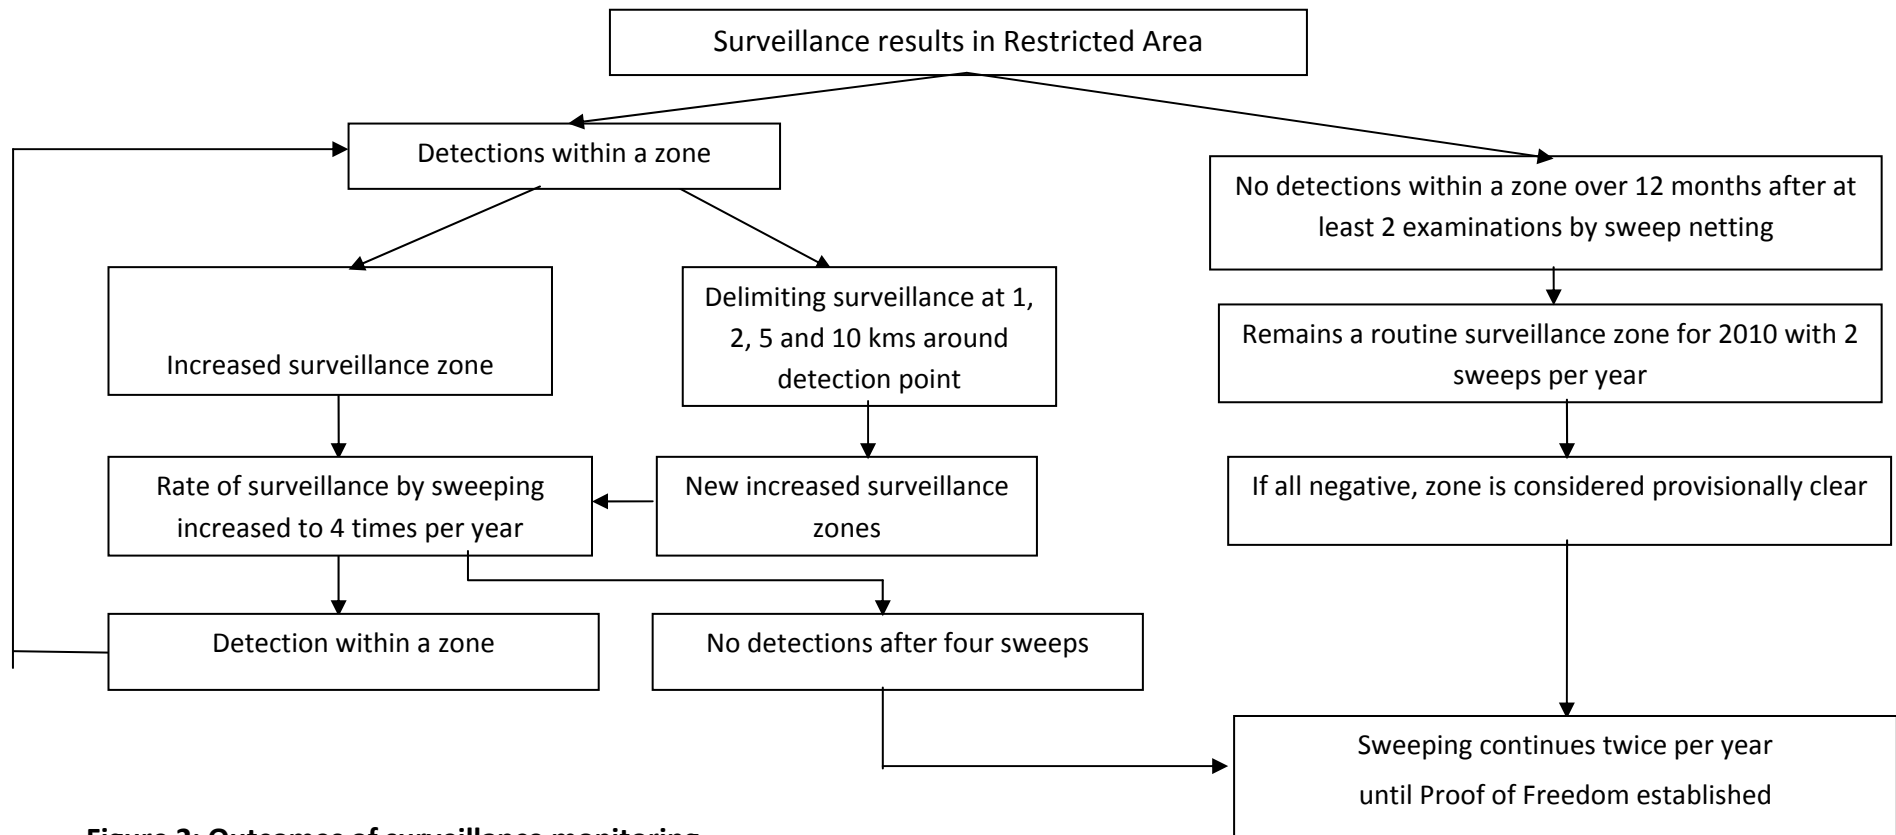 Surveillance results in Restricted Area
Detections within a zone
No detections within a zone over 12 months after at
least 2 examinations by sweep netting
Increased surveillance zone
Delimiting surveillance at 1,
2, 5 and 10 kms around
detection point
Remains a routine surveillance zone for 2010 with 2
sweeps per year
Rate of surveillance by sweeping
increased to 4 times per year
New increased surveillance
zones
If all negative, zone is considered provisionally clear
Detection within a zone
No detections after four sweeps
Sweeping continues twice per year
until Proof of Freedom established
Outcomes of surveillance monitoring